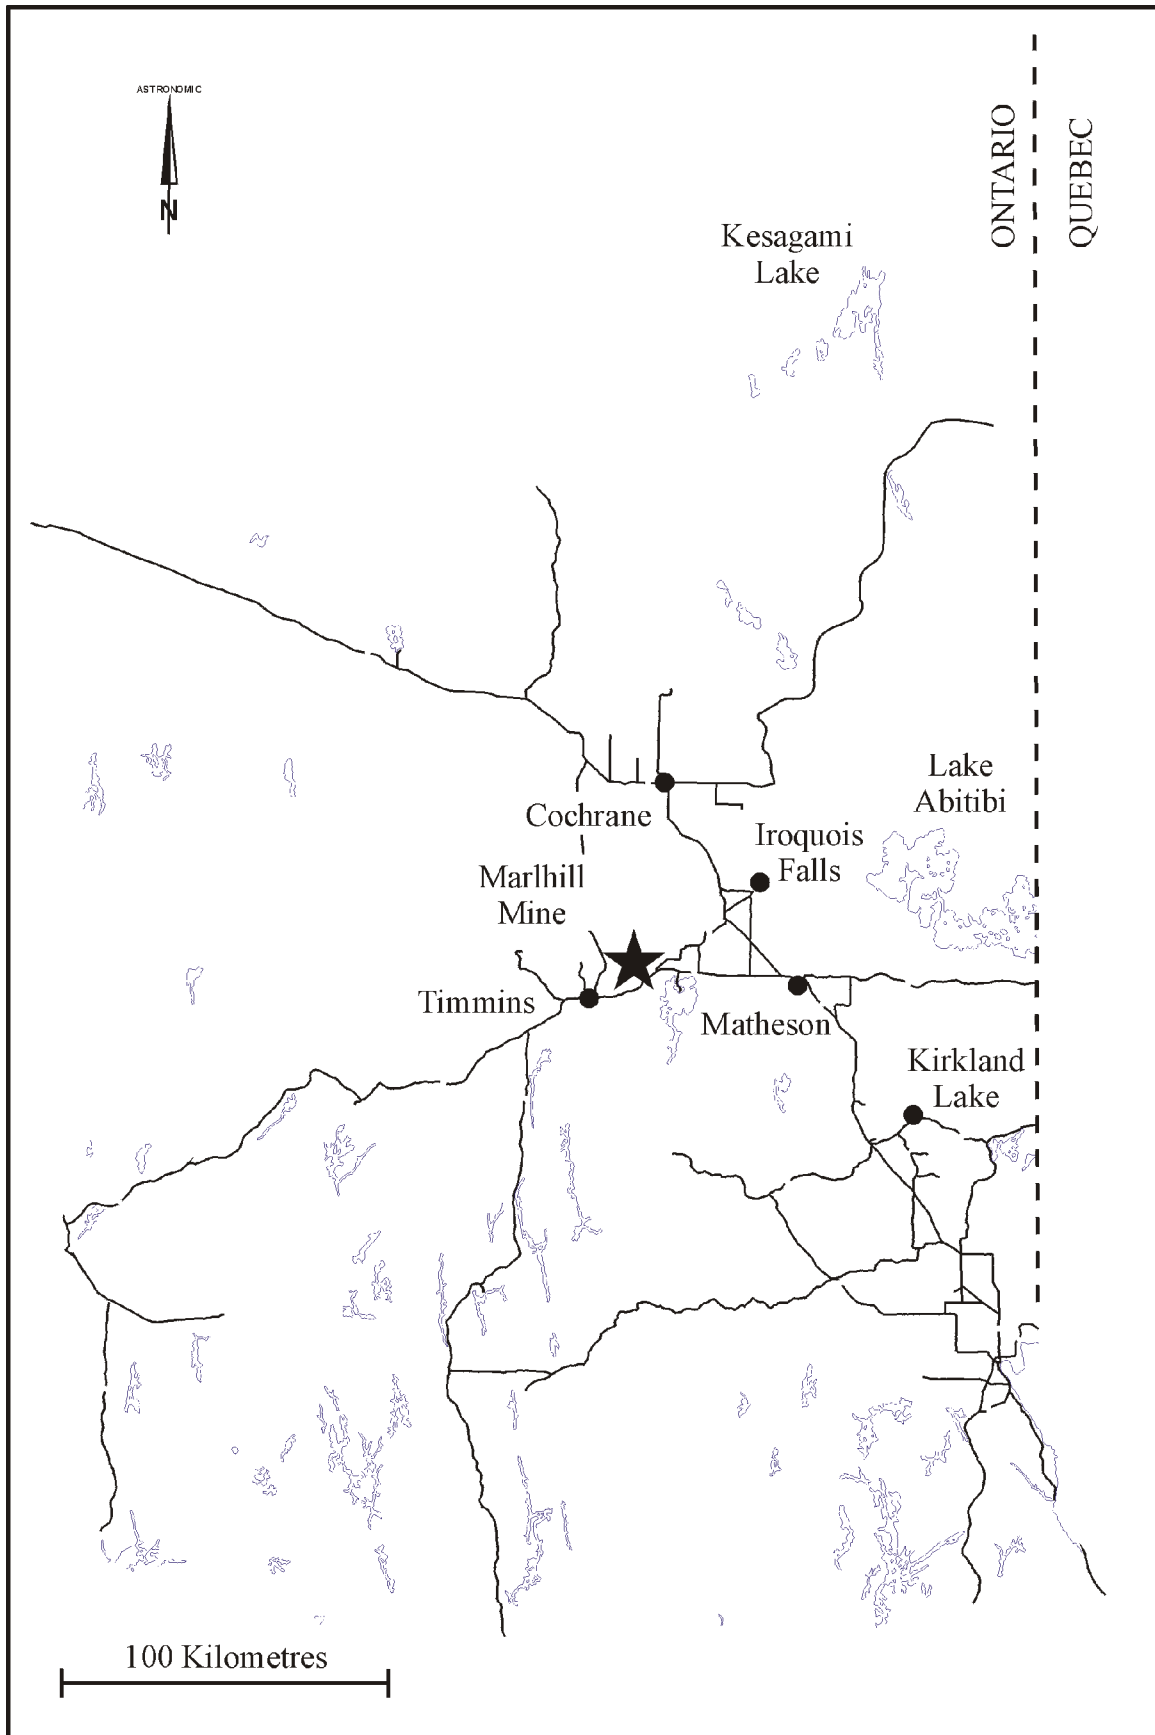 ASTRONOMIC
N
ONTARIO
QUEBEC
Kesagami
Lake
Lake
Abitibi
Cochrane
Iroquois
Falls
Marlhill
Mine
Timmins
Matheson
Kirkland
Lake
100 Kilometres